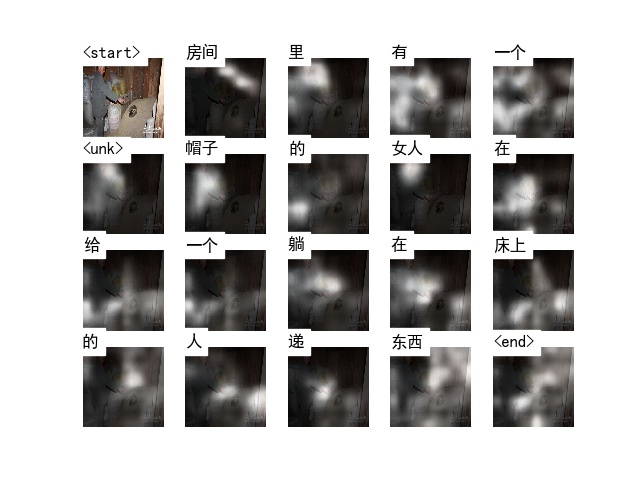 <start> 房间 里 有 一个
<unk> 帽子 的 女人 在
给 一个 躺 在 床上
的 人 递 东西 <end>